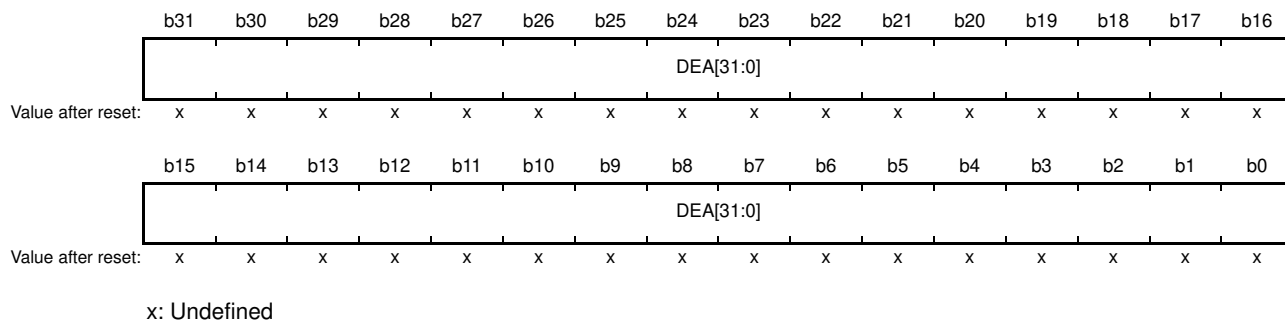 b31 b30 b29 b28 b27 b26 b25 b24 b23 b22 b21 b20 b19 b18 b17 b16
DEA[31:0]
Value after reset: x x x x x x x x x x x x x x x x
b15 b14 b13 b12 b11 b10 b9 b8 b7 b6 b5 b4 b3 b2 b1 b0
DEA[31:0]
Value after reset: x x x x x x x x x x x x x x x x
x: Undefined